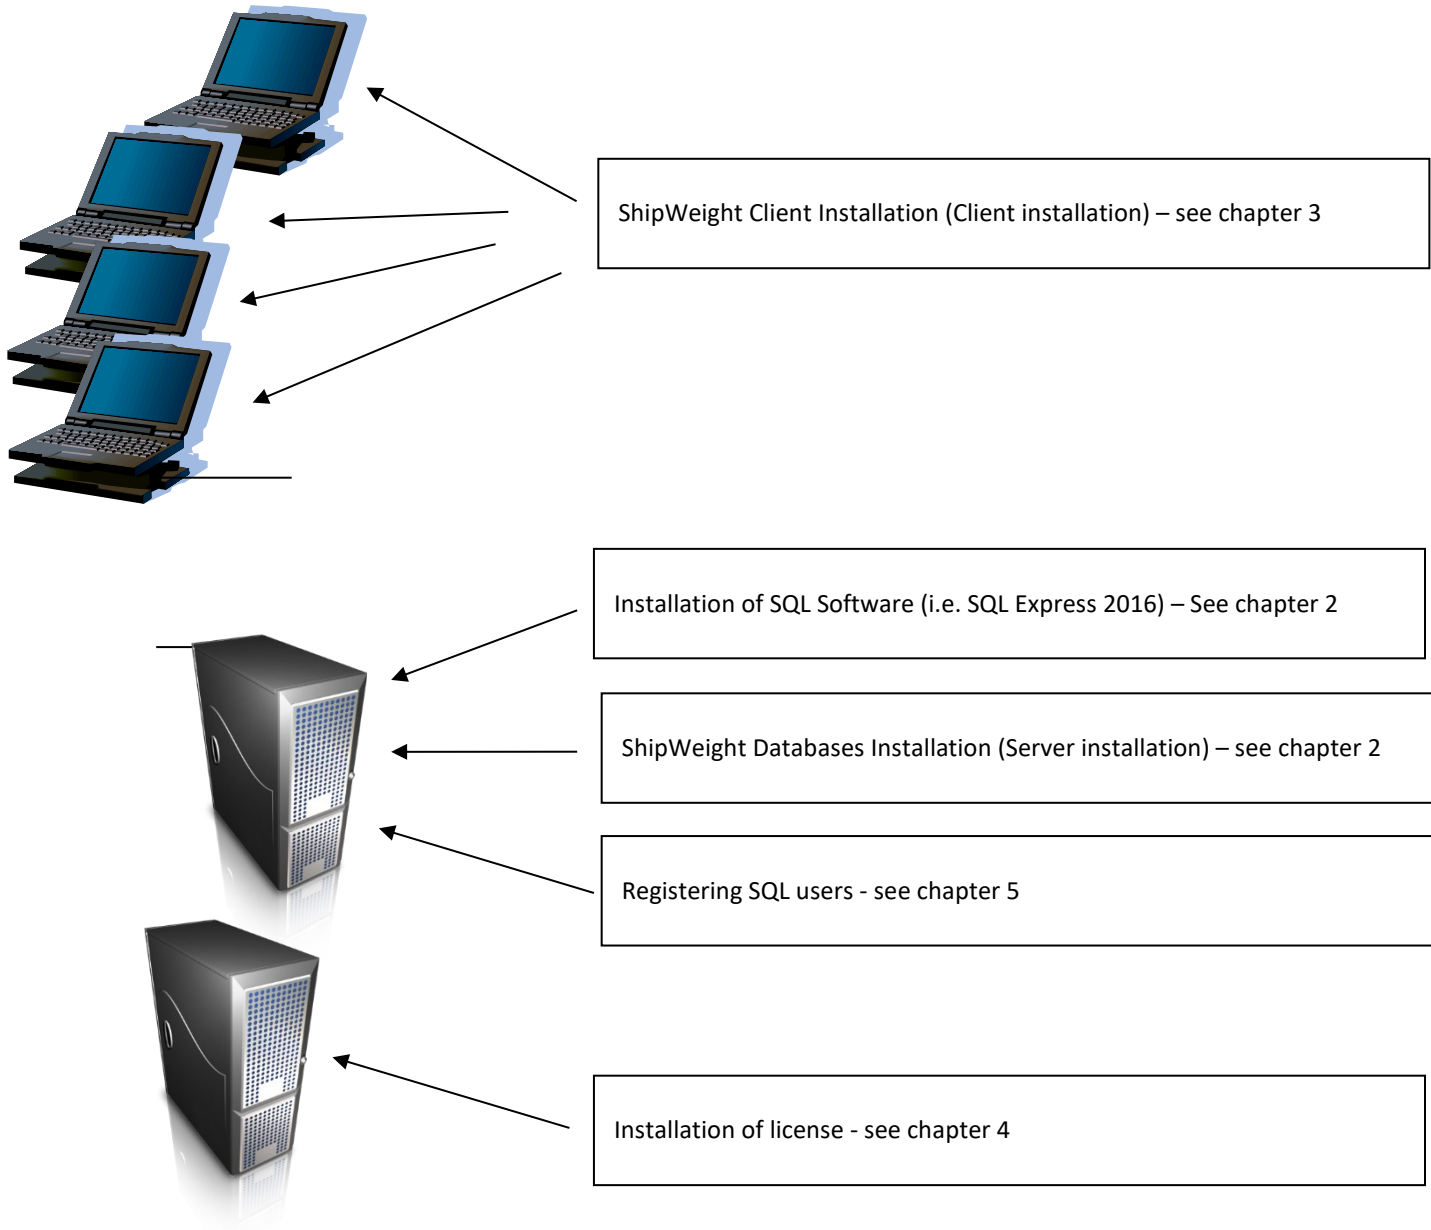 ShipWeight Client Installation (Client installation) – see chapter 3
Installation of SQL Software (i.e. SQL Express 2016) – See chapter 2
ShipWeight Databases Installation (Server installation) – see chapter 2
Registering SQL users - see chapter 5
Installation of license - see chapter 4